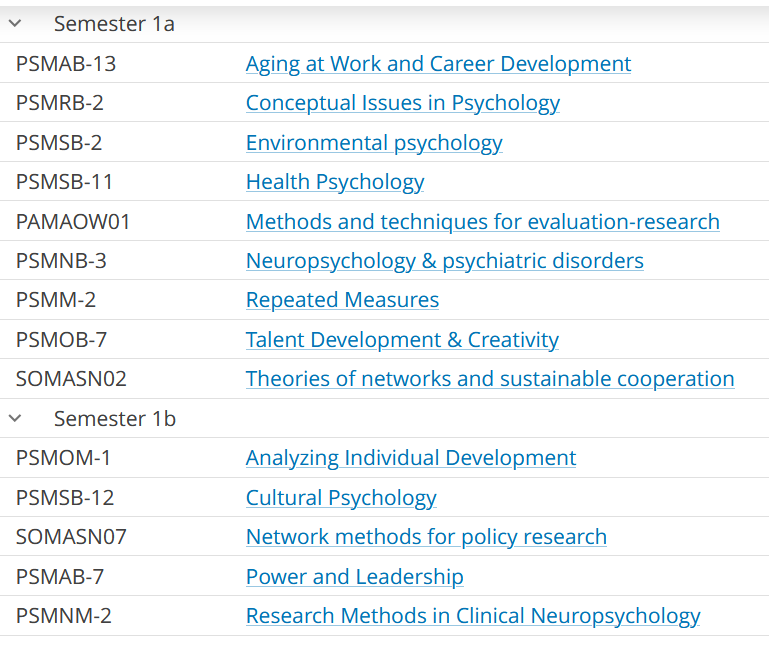 Semester 1a
PSMAB-13 Aging at Work and Career Development
PSMRB-2 Conceptual Issues in Psychology
PSMSB-2 Environmental psychology
PSMSB-11 Health Psychology
PAMAOW01 Methods and techniques for evaluation-research
PSMNB-3 Neuropsychology & psychiatric disorders
PSMM-2 Repeated Measures
PSMOB-7 Talent Development & Creativity
SOMASN02 Theories of networks and sustainable cooperation
Semester 1b
PSMOM-1 Analyzing Individual Development
PSMSB-12 Cultural Psychology
SOMASN07 Network methods for policy research
PSMAB-7 Power and Leadership
PSMNM-2 Research Methods in Clinical Neuropsychology